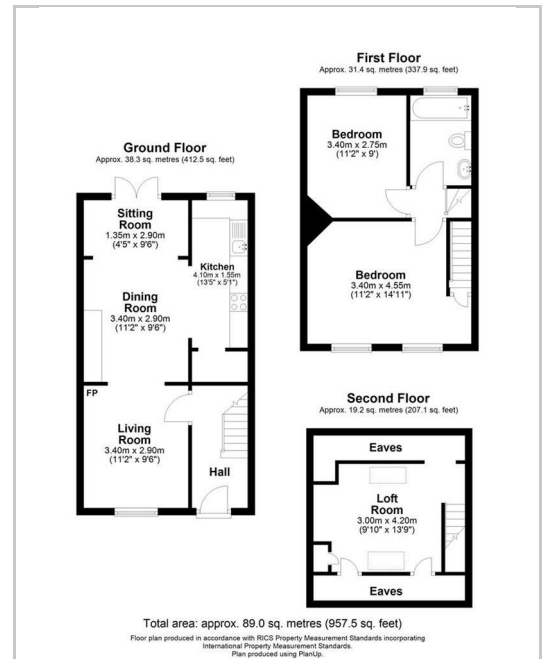 Ground Floor
Approx. 38.3 sq. metres (412.5 sq. feet)
Sitting
Room
1.35m x 2.90m
(4'5" x 9'6")
Kitchen
4.10m x 1.55m
(13'5" x 5'1")
Dining
Room
3.40m x 2.90m
(11'2" x 9'6")
FP
Living
Room
3.40m x 2.90m
(11'2" x 9'6")
Hall
First Floor
Approx. 31.4 sq. metres (337.9 sq. feet)
Bedroom
3.40m x 2.75m
(11'2" x 9')
Bedroom
3.40m x 4.55m
(11'2" x 14'11")
Second Floor
Approx. 19.2 sq. metres (207.1 sq. feet)
Eaves
Loft
Room
3.00m x 4.20m
(9'10" x 13'9")
Eaves
Total area: approx. 89.0 sq. metres (957.5 sq. feet)
Floor plan produced in accordance with RICS Property Measurement Standards incorporating
International Property Measurement Standards.
Plan produced using PlanUp.